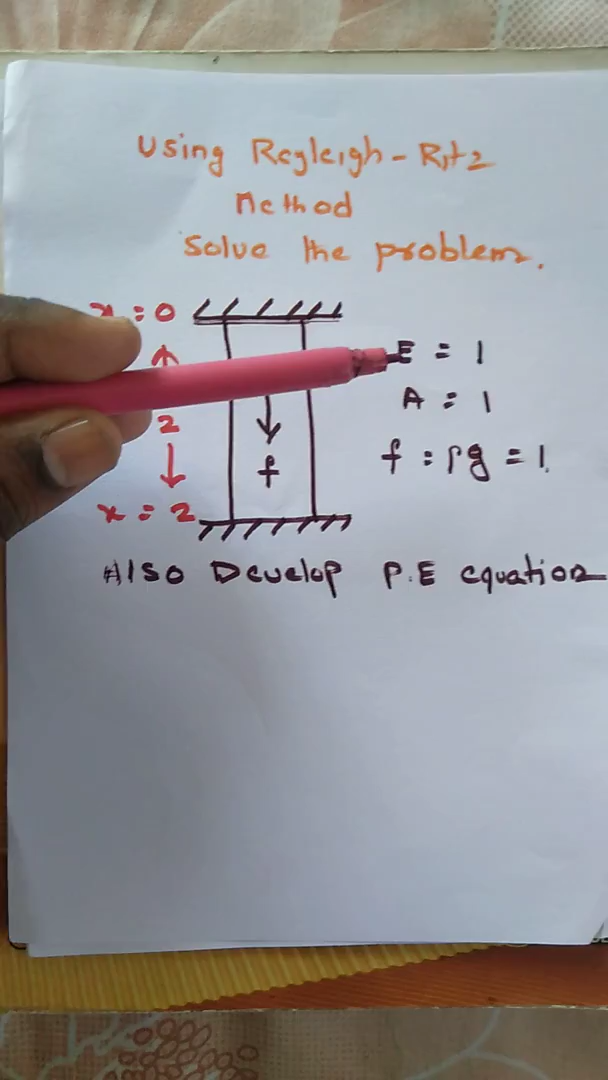 Using Reyleigh-Ritz
Method
Solve the problem.
x = 0
E = 1
A = 1
2
f
f = ρg = 1.
x = 2
Also Develop P.E equation